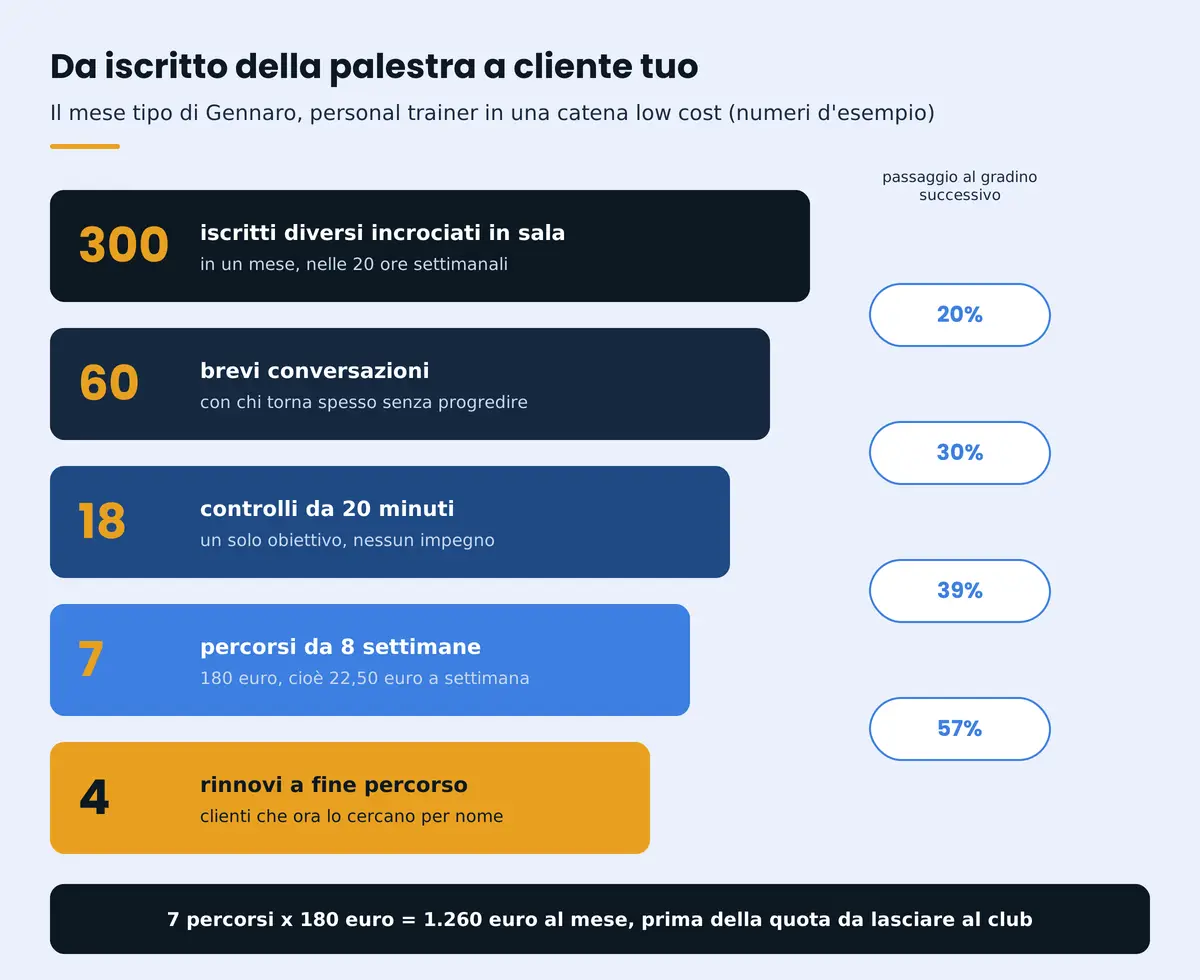 Da iscritto della palestra a cliente tuo
Il mese tipo di Gennaro, personal trainer in una catena low cost (numeri d'esempio)
passaggio al gradino
successivo
300
iscritti diversi incrociati in sala
in un mese, nelle 20 ore settimanali
20%
60
brevi conversazioni
con chi torna spesso senza progredire
30%
18
controlli da 20 minuti
un solo obiettivo, nessun impegno
39%
7
percorsi da 8 settimane
180 euro, cioè 22,50 euro a settimana
57%
4
rinnovi a fine percorso
clienti che ora lo cercano per nome
7 percorsi x 180 euro = 1.260 euro al mese, prima della quota da lasciare al club